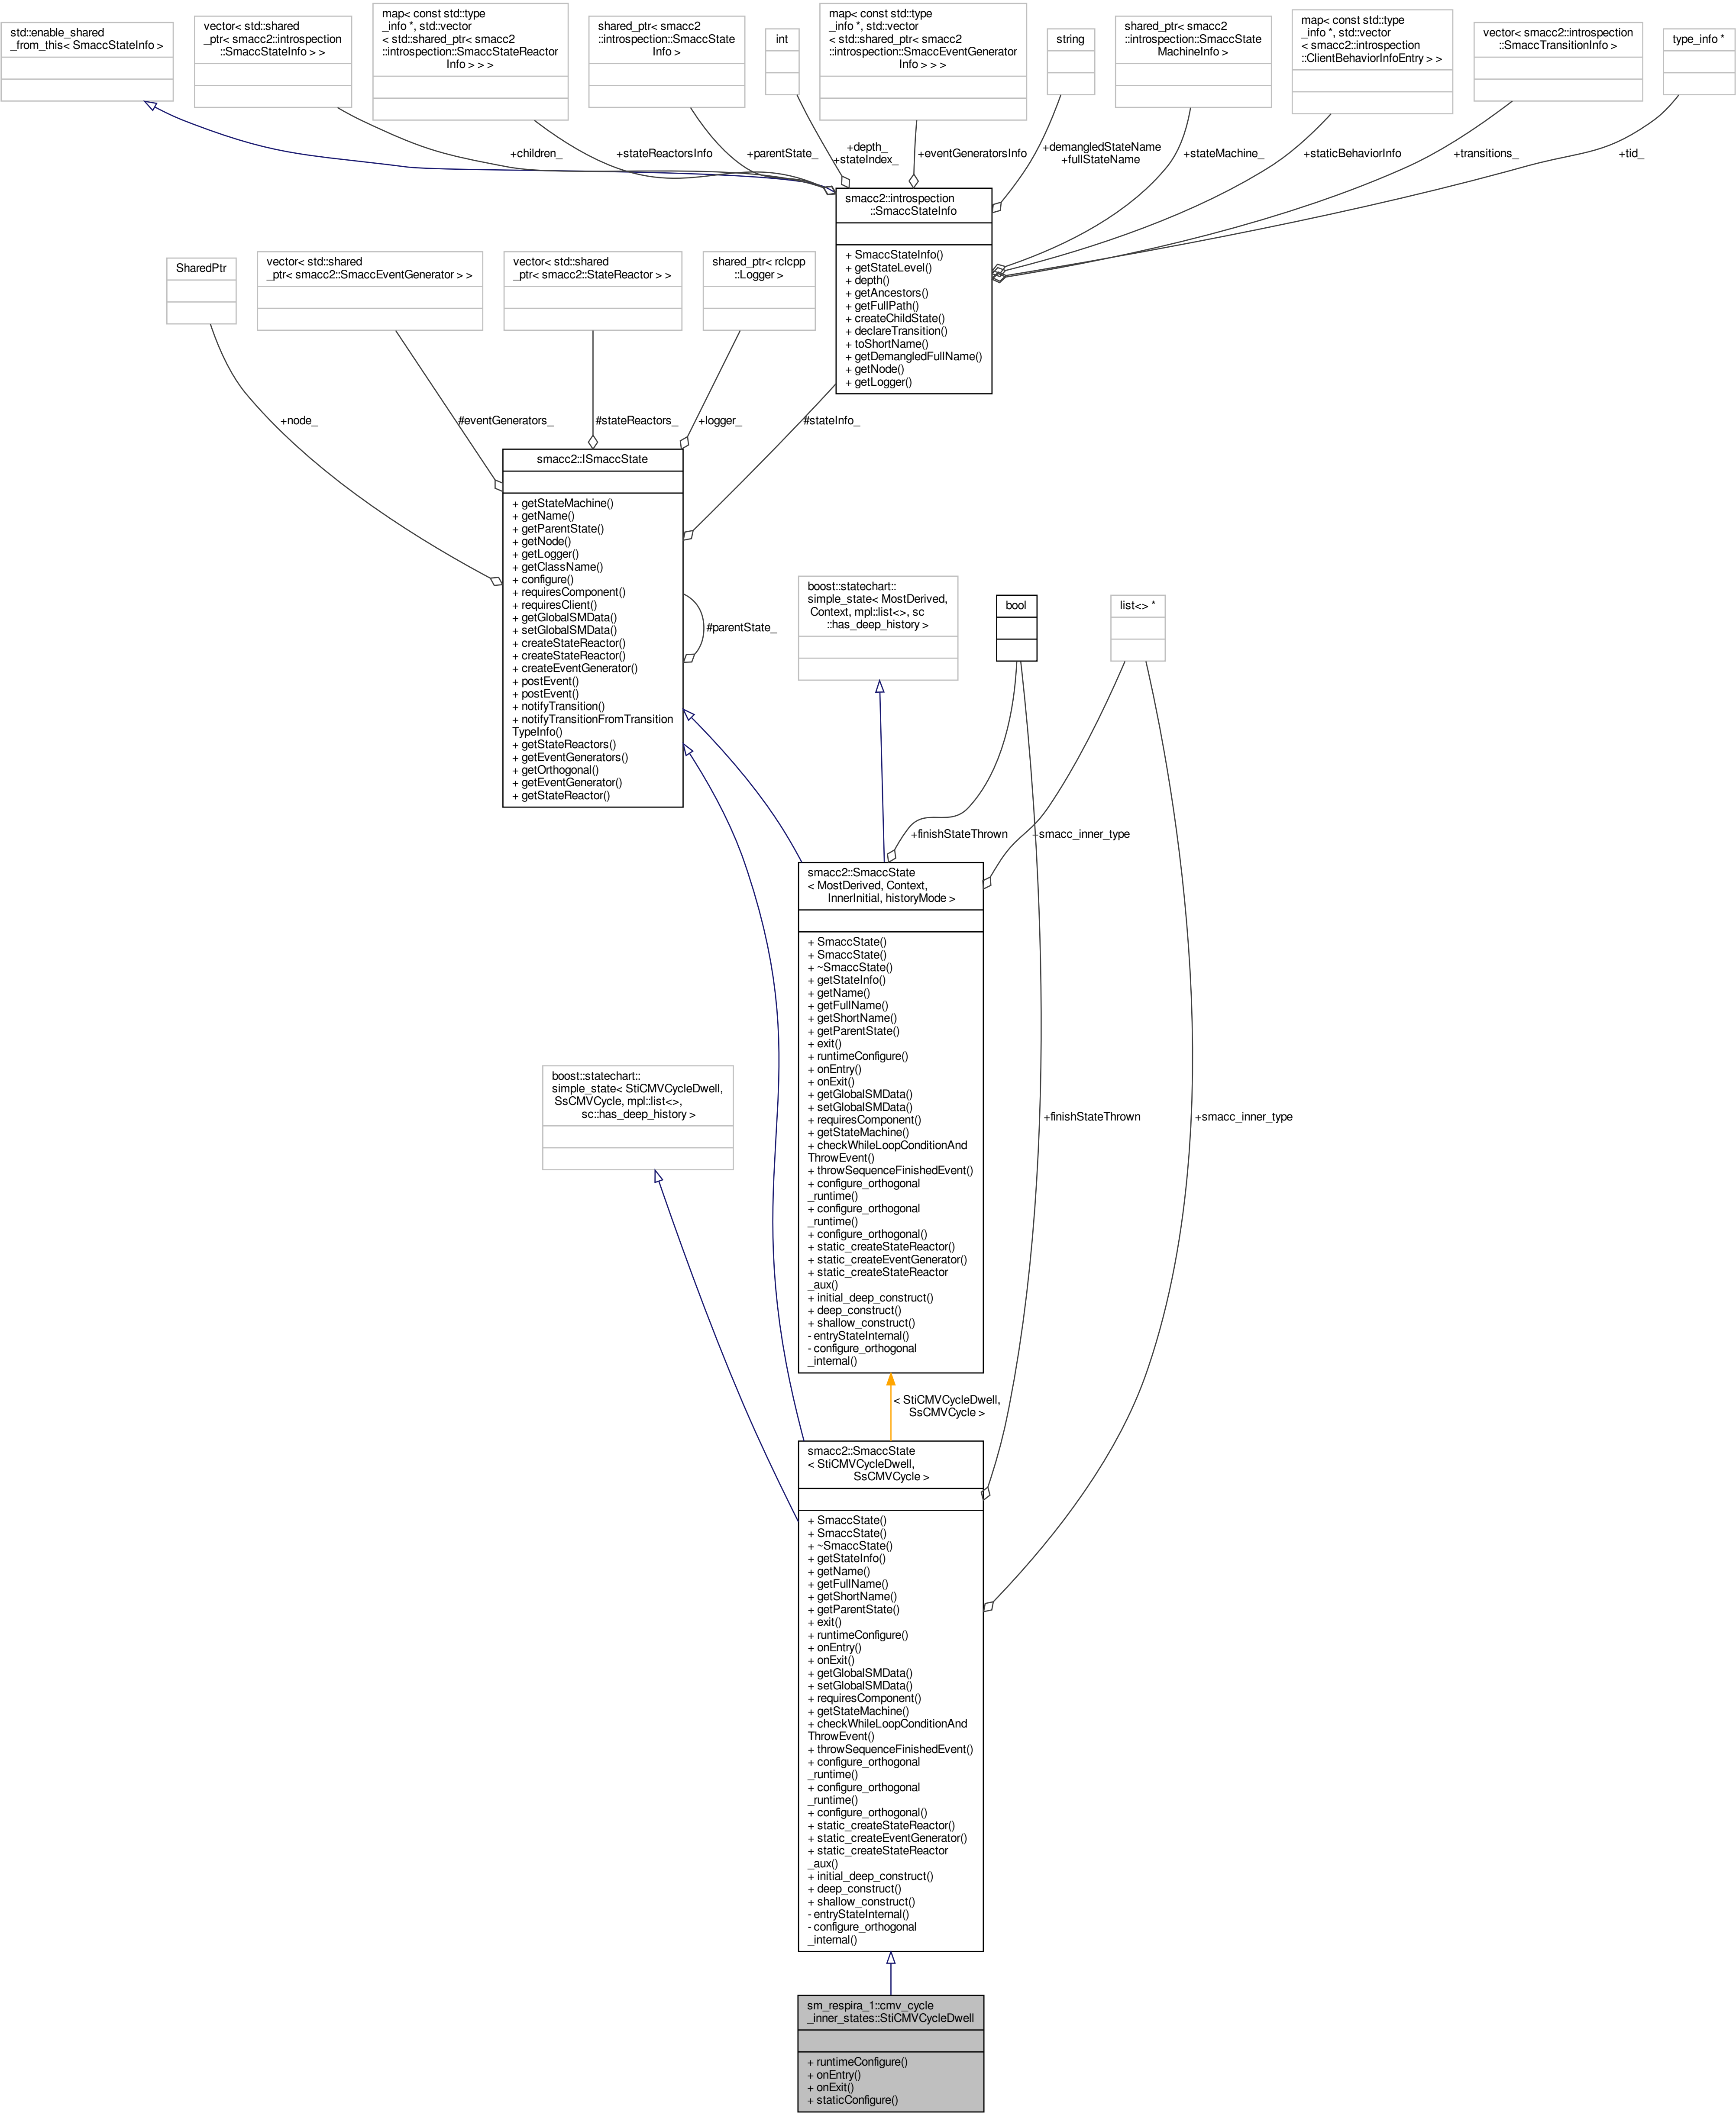 std::enable_shared
_from_this< SmaccStateInfo >
vector< std::shared
_ptr< smacc2::introspection
::SmaccStateInfo > >
map< const std::type
_info *, std::vector
< std::shared_ptr< smacc2
::introspection::SmaccStateReactor
Info > > >
shared_ptr< smacc2
::introspection::SmaccState
Info >
int
map< const std::type
_info *, std::vector
< std::shared_ptr< smacc2
::introspection::SmaccEventGenerator
Info > > >
string
shared_ptr< smacc2
::introspection::SmaccState
MachineInfo >
map< const std::type
_info *, std::vector
< smacc2::introspection
::ClientBehaviorInfoEntry > >
vector< smacc2::introspection
::SmaccTransitionInfo >
type_info *
+children_
+stateReactorsInfo
+parentState_
+depth_
+stateIndex_
+eventGeneratorsInfo
+demangledStateName
+fullStateName
+stateMachine_
+staticBehaviorInfo
+transitions_
+tid_
smacc2::introspection
::SmaccStateInfo
+ SmaccStateInfo()
+ getStateLevel()
+ depth()
+ getAncestors()
+ getFullPath()
+ createChildState()
+ declareTransition()
+ toShortName()
+ getDemangledFullName()
+ getNode()
+ getLogger()
SharedPtr
vector< std::shared
_ptr< smacc2::SmaccEventGenerator > >
vector< std::shared
_ptr< smacc2::StateReactor > >
shared_ptr< rclcpp
::Logger >
+node_
#eventGenerators_
#stateReactors_
+logger_
#stateInfo_
smacc2::ISmaccState
+ getStateMachine()
+ getName()
+ getParentState()
+ getNode()
+ getLogger()
+ getClassName()
+ configure()
+ requiresComponent()
+ requiresClient()
+ getGlobalSMData()
+ setGlobalSMData()
+ createStateReactor()
+ createStateReactor()
+ createEventGenerator()
+ postEvent()
+ postEvent()
+ notifyTransition()
+ notifyTransitionFromTransition
TypeInfo()
+ getStateReactors()
+ getEventGenerators()
+ getOrthogonal()
+ getEventGenerator()
+ getStateReactor()
#parentState_
boost::statechart::
simple_state< MostDerived,
Context, mpl::list<>, sc
::has_deep_history >
bool
list<> *
+finishStateThrown
+smacc_inner_type
smacc2::SmaccState
< MostDerived, Context,
InnerInitial, historyMode >
+ SmaccState()
+ SmaccState()
+ ~SmaccState()
+ getStateInfo()
+ getName()
+ getFullName()
+ getShortName()
+ getParentState()
+ exit()
+ runtimeConfigure()
+ onEntry()
+ onExit()
+ getGlobalSMData()
+ setGlobalSMData()
+ requiresComponent()
+ getStateMachine()
+ checkWhileLoopConditionAnd
ThrowEvent()
+ throwSequenceFinishedEvent()
+ configure_orthogonal
_runtime()
+ configure_orthogonal
_runtime()
+ configure_orthogonal()
+ static_createStateReactor()
+ static_createEventGenerator()
+ static_createStateReactor
_aux()
+ initial_deep_construct()
+ deep_construct()
+ shallow_construct()
- entryStateInternal()
- configure_orthogonal
_internal()
boost::statechart::
simple_state< StiCMVCycleDwell,
SsCMVCycle, mpl::list<>,
sc::has_deep_history >
+finishStateThrown
+smacc_inner_type
< StiCMVCycleDwell,
SsCMVCycle >
smacc2::SmaccState
< StiCMVCycleDwell,
SsCMVCycle >
+ SmaccState()
+ SmaccState()
+ ~SmaccState()
+ getStateInfo()
+ getName()
+ getFullName()
+ getShortName()
+ getParentState()
+ exit()
+ runtimeConfigure()
+ onEntry()
+ onExit()
+ getGlobalSMData()
+ setGlobalSMData()
+ requiresComponent()
+ getStateMachine()
+ checkWhileLoopConditionAnd
ThrowEvent()
+ throwSequenceFinishedEvent()
+ configure_orthogonal
_runtime()
+ configure_orthogonal
_runtime()
+ configure_orthogonal()
+ static_createStateReactor()
+ static_createEventGenerator()
+ static_createStateReactor
_aux()
+ initial_deep_construct()
+ deep_construct()
+ shallow_construct()
- entryStateInternal()
- configure_orthogonal
_internal()
sm_respira_1::cmv_cycle
_inner_states::StiCMVCycleDwell
+ runtimeConfigure()
+ onEntry()
+ onExit()
+ staticConfigure()